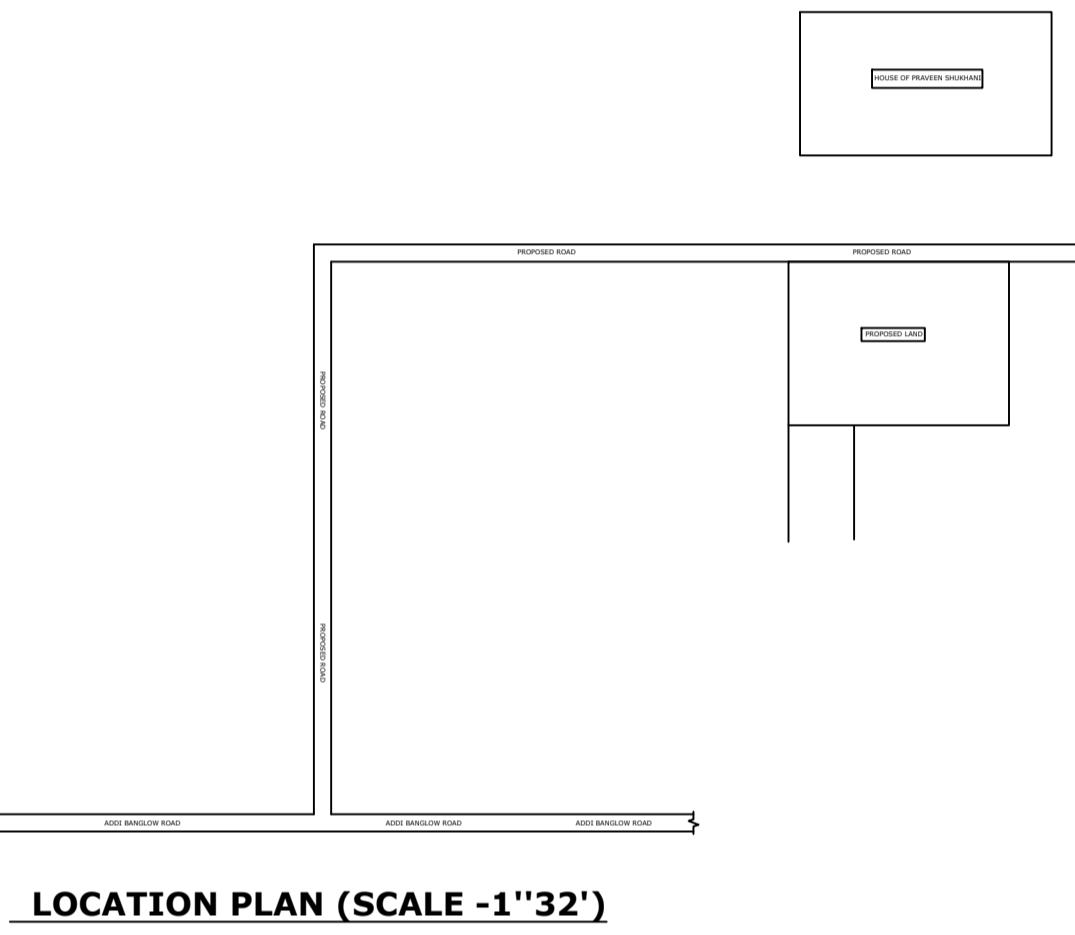 HOUSE OF PRAVEEN SHUKHANI
PROPOSED ROAD
PROPOSED ROAD
PROPOSED LAND
PROPOSED ROAD
PROPOSED ROAD
ADDI BANGLOW ROAD
ADDI BANGLOW ROAD
ADDI BANGLOW ROAD
LOCATION PLAN (SCALE -1''32')